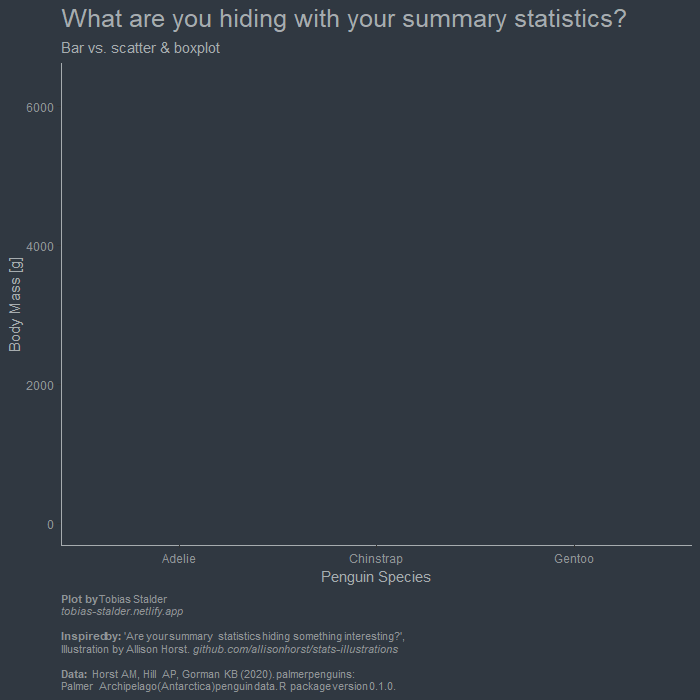 What are you hiding with your summary statistics?
Bar vs. scatter & boxplot
6000
4000
2000
0
Body Mass [g]
Adelie Chinstrap Gentoo
Penguin Species
Plot by Tobias Stalder
tobias-stalder.netlify.app
Inspired by: 'Are your summary statistics hiding something interesting?',
Illustration by Allison Horst. github.com/allisonhorst/stats-illustrations
Data: Horst AM, Hill AP, Gorman KB (2020). palmerpenguins:
Palmer Archipelago (Antarctica) penguin data. R package version 0.1.0.